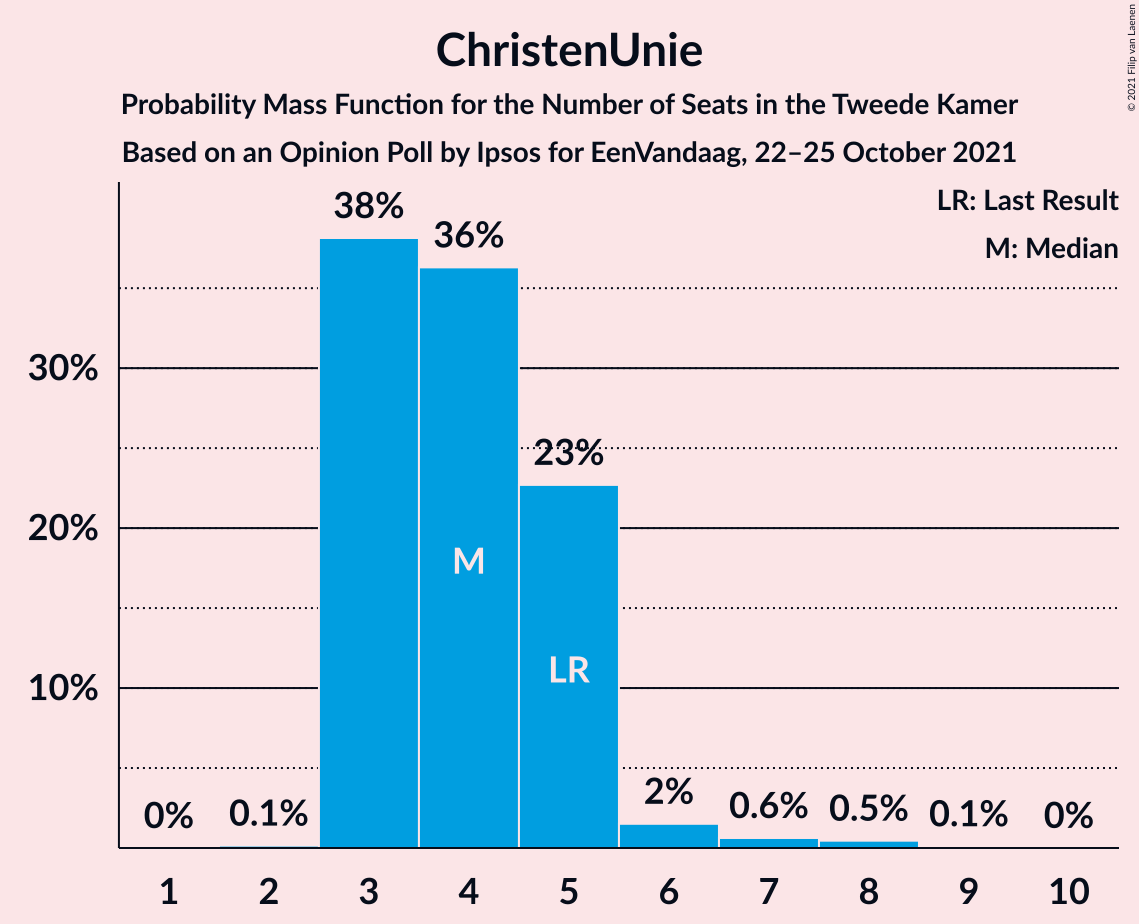 ChristenUnie
Probability Mass Function for the Number of Seats in the Tweede Kamer
Based on an Opinion Poll by Ipsos for EenVandaag, 22–25 October 2021
© 2021 Filip van Laenen
LR: Last Result
M: Median
38%
36%
30%
23%
20%
M
LR
10%
0%
0.1%
2%
0.6%
0.5%
0.1%
0%
1 2 3 4 5 6 7 8 9 10